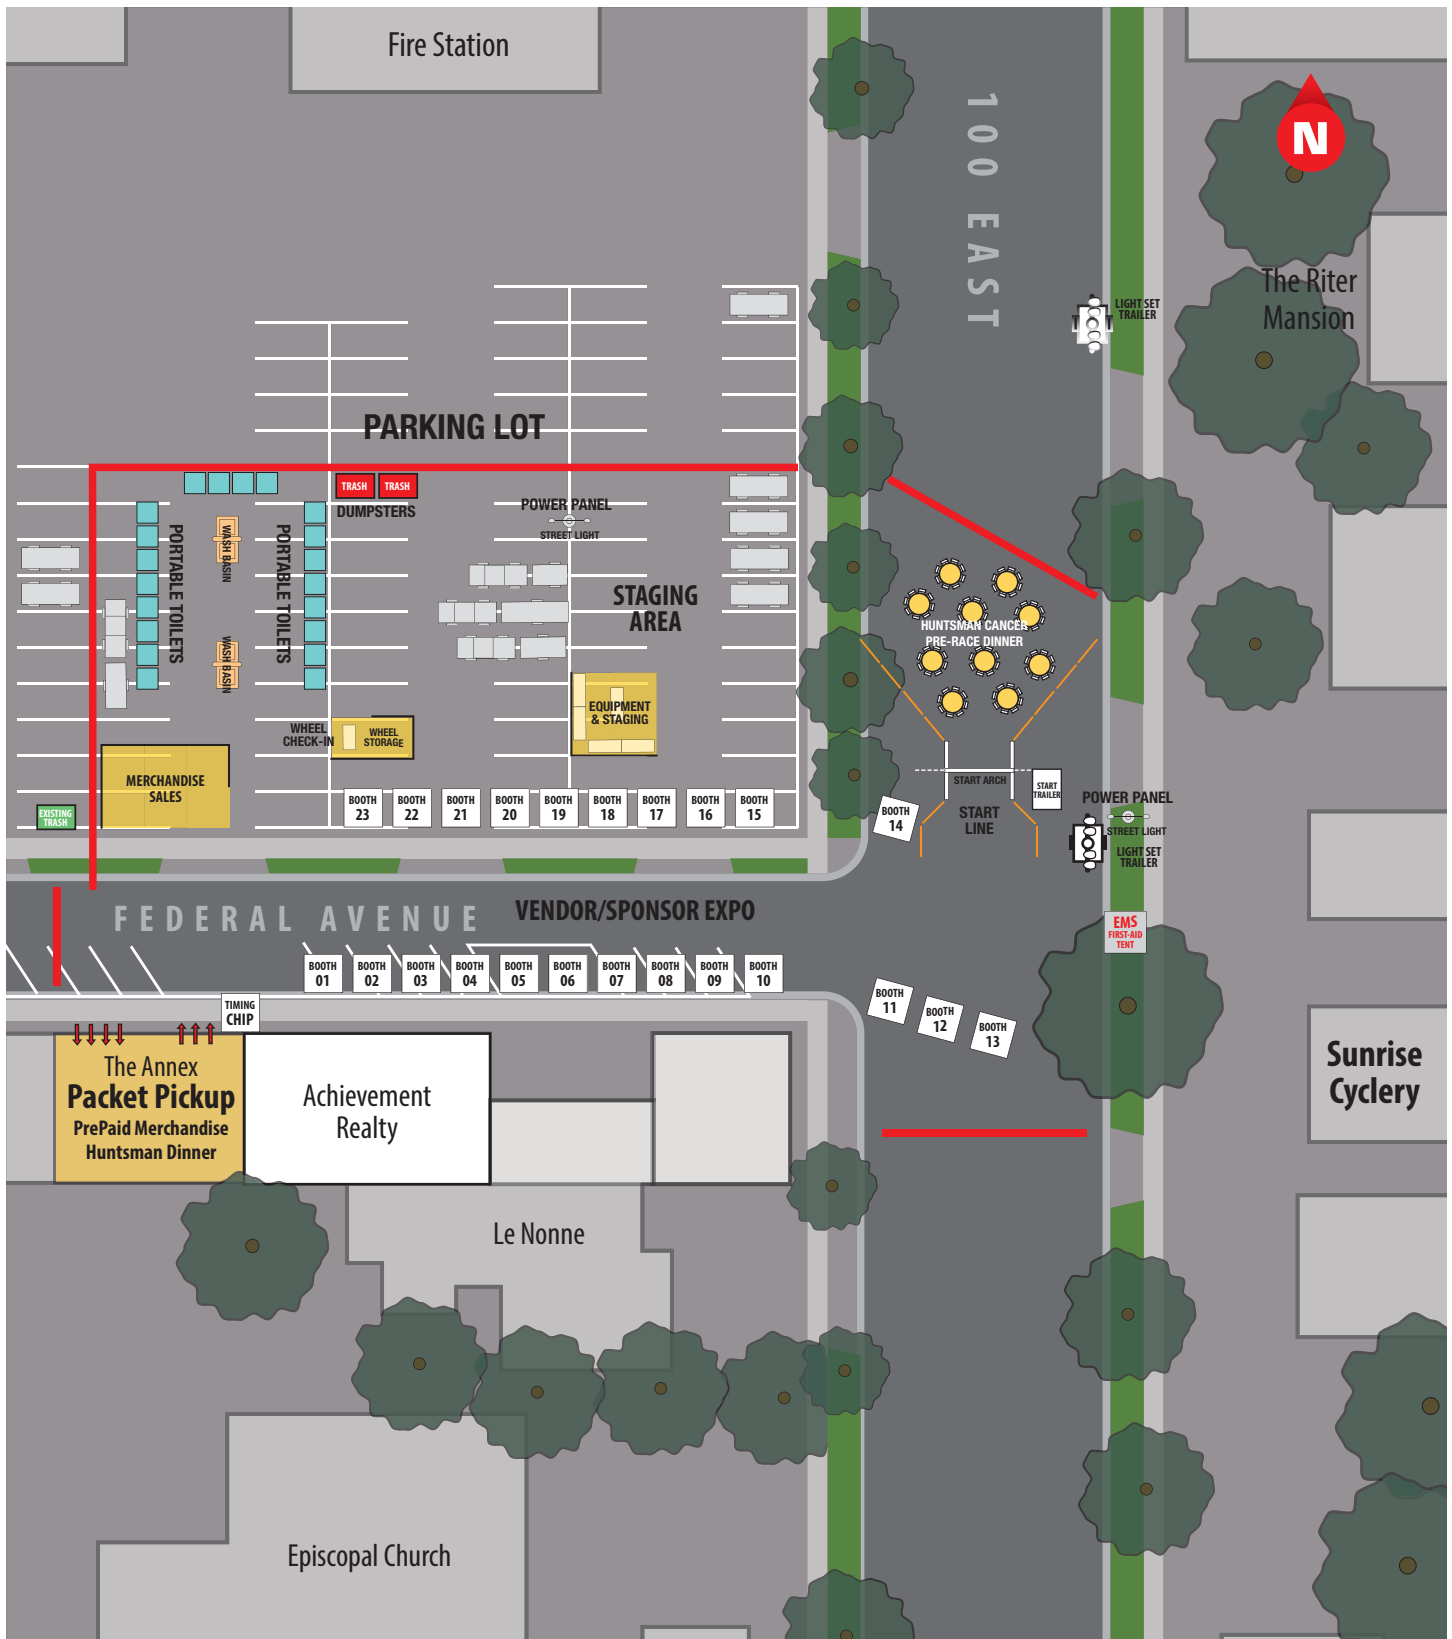 Fire Station
N
100 EAST
The Riter
Mansion
LIGHT SET
TRAILER
PARKING LOT
TRASH
TRASH
DUMPSTERS
POWER PANEL
STREET LIGHT
PORTABLE TOILETS
WASH BASIN
WASH BASIN
PORTABLE TOILETS
STAGING
AREA
HUNTSMAN CANCER
PRE-RACE DINNER
EQUIPMENT
& STAGING
WHEEL
CHECK-IN
WHEEL
STORAGE
MERCHANDISE
SALES
EXISTING
TRASH
BOOTH
23
BOOTH
22
BOOTH
21
BOOTH
20
BOOTH
19
BOOTH
18
BOOTH
17
BOOTH
16
BOOTH
15
BOOTH
14
START ARCH
START
LINE
START
TRAILER
POWER PANEL
STREET LIGHT
LIGHT SET
TRAILER
FEDERAL AVENUE
VENDOR/SPONSOR EXPO
EMS
FIRST-AID
TENT
BOOTH
01
BOOTH
02
BOOTH
03
BOOTH
04
BOOTH
05
BOOTH
06
BOOTH
07
BOOTH
08
BOOTH
09
BOOTH
10
BOOTH
11
BOOTH
12
BOOTH
13
TIMING
CHIP
The Annex
Packet Pickup
PrePaid Merchandise
Huntsman Dinner
Achievement
Realty
Sunrise
Cyclery
Le Nonne
Episcopal Church